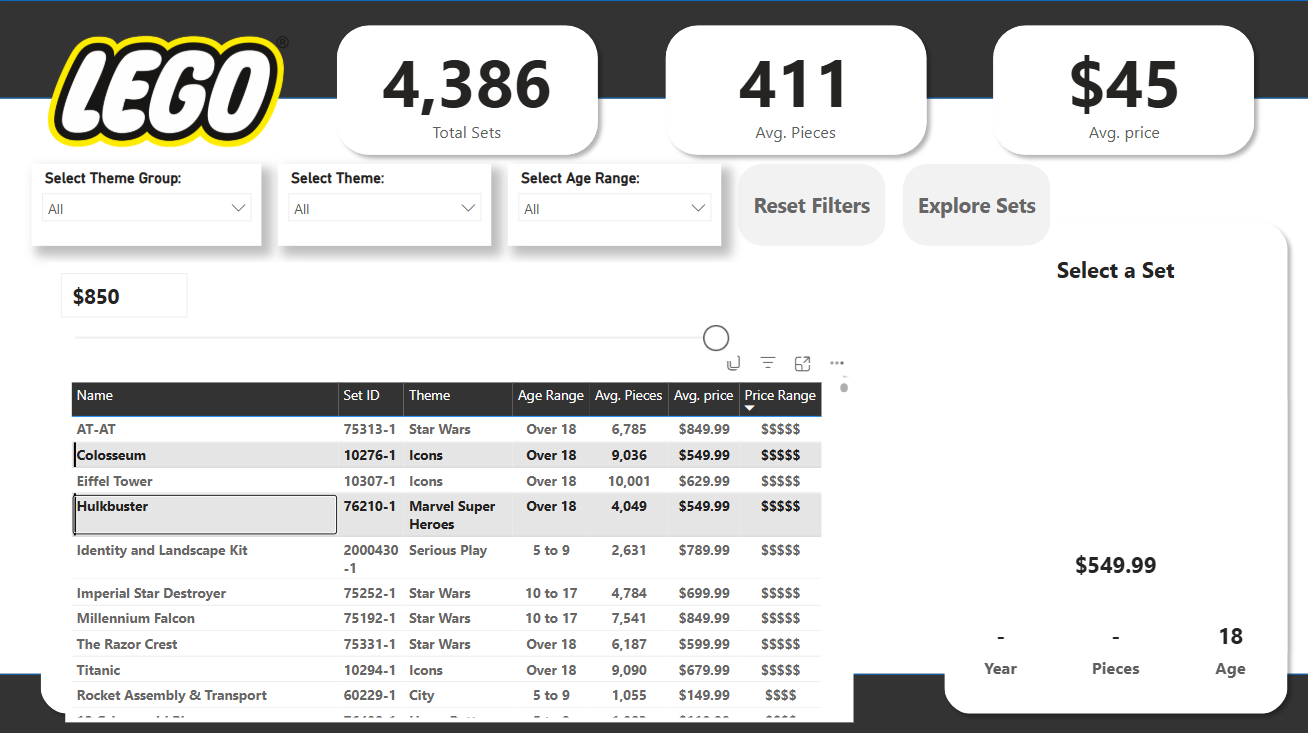 LEGO®
4,386
Total Sets
411
Avg. Pieces
$45
Avg. price
Select Theme Group:
All
Select Theme:
All
Select Age Range:
All
Reset Filters
Explore Sets
$850
Select a Set
Name Set ID Theme Age Range Avg. Pieces Avg. price Price Range
AT-AT 75313-1 Star Wars Over 18 6,785 $849.99 $$$$$
Colosseum 10276-1 Icons Over 18 9,036 $549.99 $$$$$
Eiffel Tower 10307-1 Icons Over 18 10,001 $629.99 $$$$$
Hulkbuster 76210-1 Marvel Super Over 18 4,049 $549.99 $$$$$
Heroes
Identity and Landscape Kit 2000430 Serious Play 5 to 9 2,631 $789.99 $$$$$
-1
Imperial Star Destroyer 75252-1 Star Wars 10 to 17 4,784 $699.99 $$$$$
Millennium Falcon 75192-1 Star Wars 10 to 17 7,541 $849.99 $$$$$
The Razor Crest 75331-1 Star Wars Over 18 6,187 $599.99 $$$$$
Titanic 10294-1 Icons Over 18 9,090 $679.99 $$$$$
Rocket Assembly & Transport 60229-1 City 5 to 9 1,055 $149.99 $$$$
$549.99
- - 18
Year Pieces Age